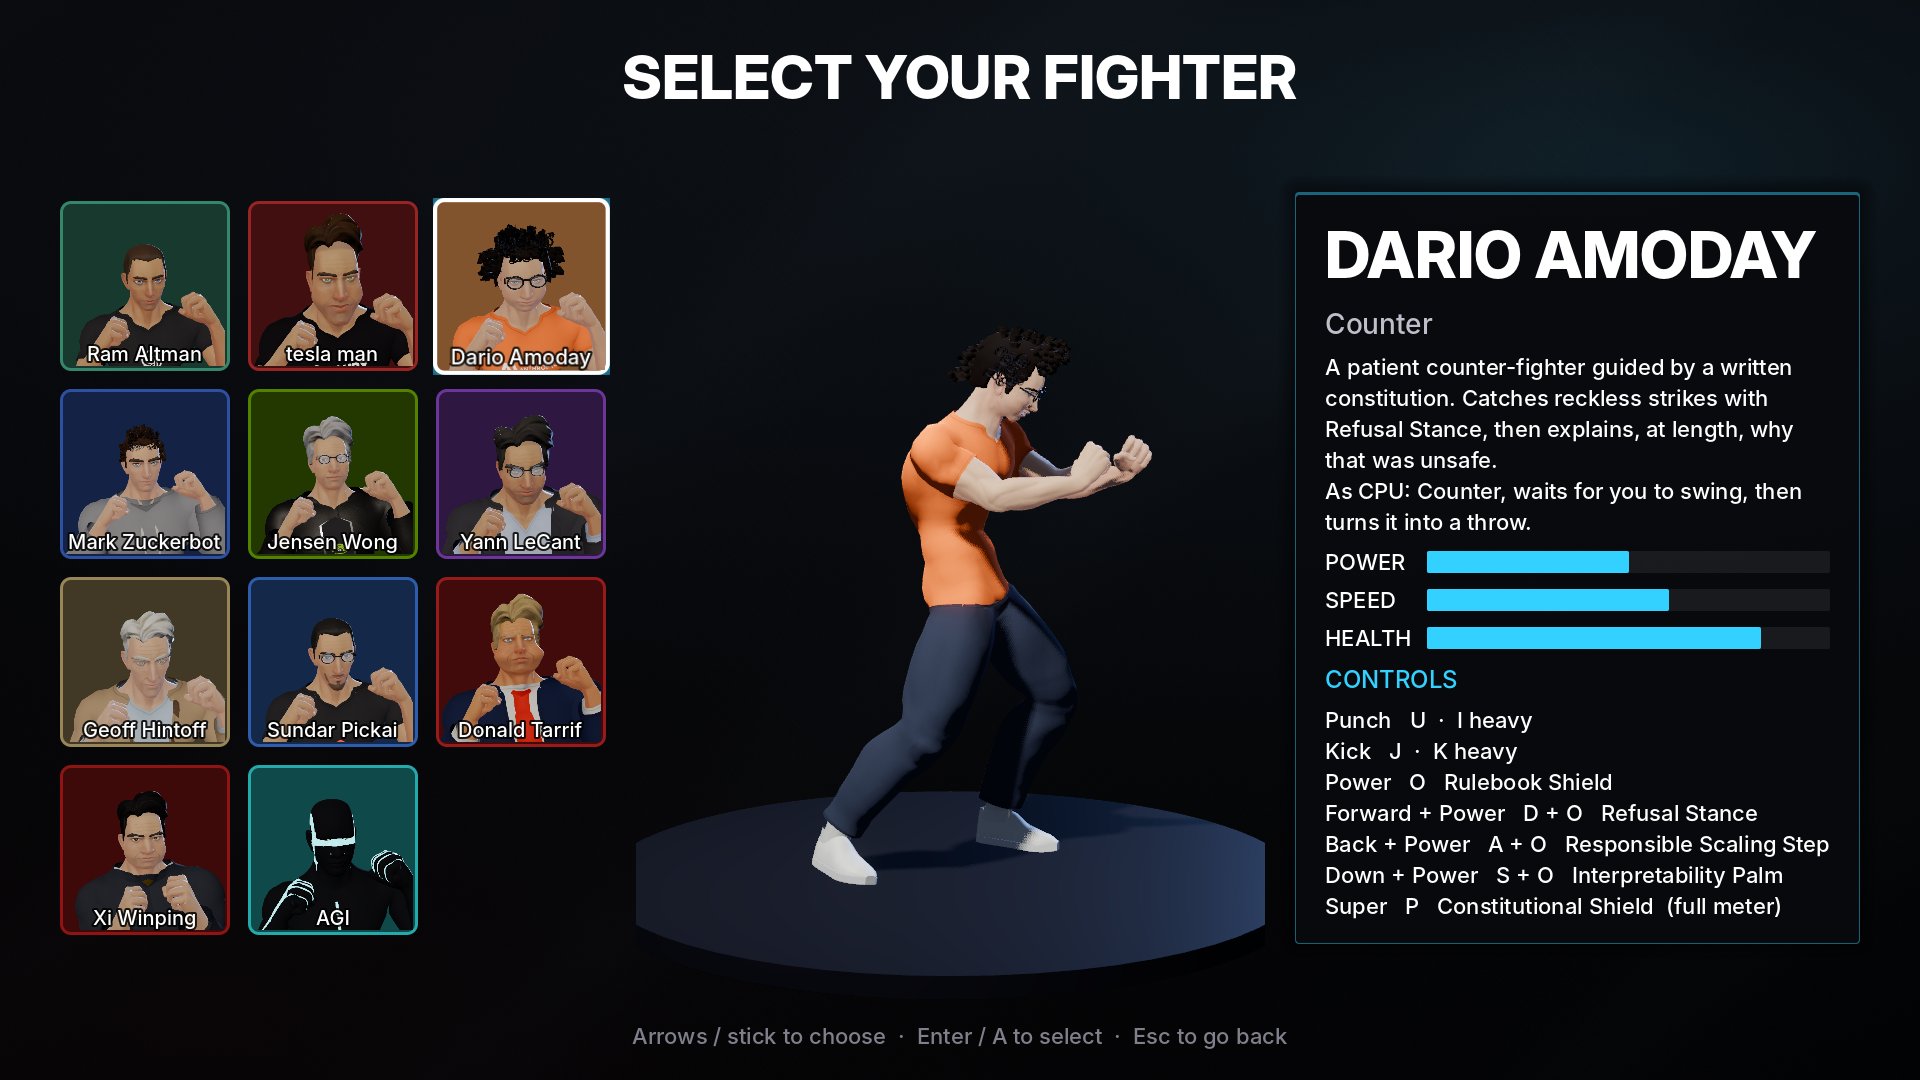 SELECT YOUR FIGHTER
Ram Altman
tesla man
Dario Amoday
Mark Zuckerbot
Jensen Wong
Yann LeCant
Geoff Hintoff
Sundar Pickai
Donald Tarrif
Xi Winping
AGI
DARIO AMODAY
Counter
A patient counter-fighter guided by a written
constitution. Catches reckless strikes with
Refusal Stance, then explains, at length, why
that was unsafe.
As CPU: Counter, waits for you to swing, then
turns it into a throw.
POWER
SPEED
HEALTH
CONTROLS
Punch U · I heavy
Kick J · K heavy
Power O Rulebook Shield
Forward + Power D + O Refusal Stance
Back + Power A + O Responsible Scaling Step
Down + Power S + O Interpretability Palm
Super P Constitutional Shield (full meter)
Arrows / stick to choose · Enter / A to select · Esc to go back